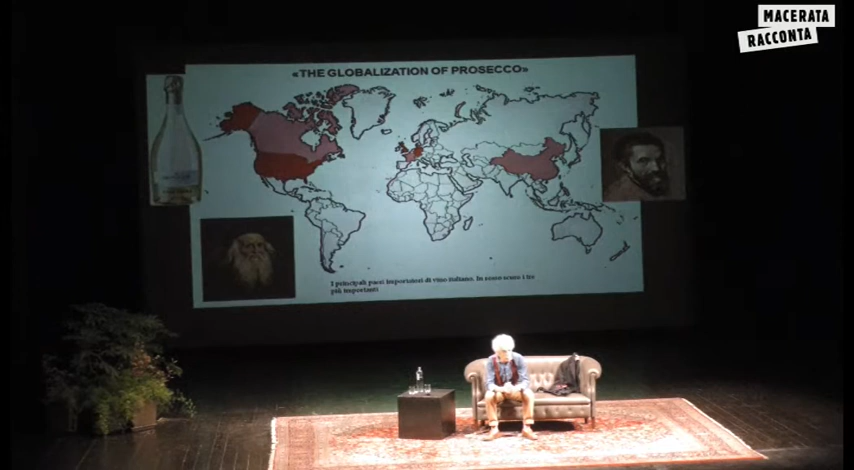 MACERATA
RACCONTA
«THE GLOBALIZATION OF PROSECCO»
I principali paesi importatori di vino italiano. In rosso scuro i tre
più importanti